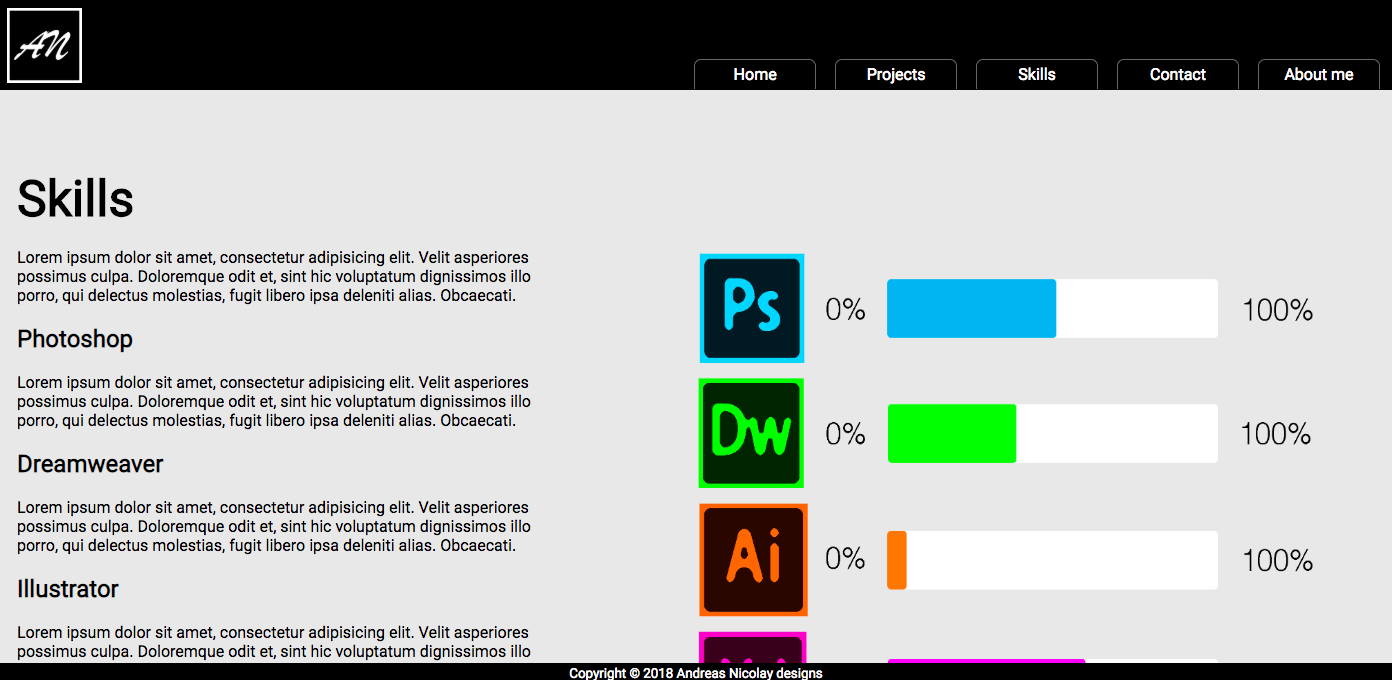 AN
Home
Projects
Skills
Contact
About me
Skills
Lorem ipsum dolor sit amet, consectetur adipisicing elit. Velit asperiores
possimus culpa. Doloremque odit et, sint hic voluptatum dignissimos illo
porro, qui delectus molestias, fugit libero ipsa deleniti alias. Obcaecati.
Photoshop
Lorem ipsum dolor sit amet, consectetur adipisicing elit. Velit asperiores
possimus culpa. Doloremque odit et, sint hic voluptatum dignissimos illo
porro, qui delectus molestias, fugit libero ipsa deleniti alias. Obcaecati.
Dreamweaver
Lorem ipsum dolor sit amet, consectetur adipisicing elit. Velit asperiores
possimus culpa. Doloremque odit et, sint hic voluptatum dignissimos illo
porro, qui delectus molestias, fugit libero ipsa deleniti alias. Obcaecati.
Illustrator
Lorem ipsum dolor sit amet, consectetur adipisicing elit. Velit asperiores
possimus culpa. Doloremque odit et, sint hic voluptatum dignissimos illo
Ps 0% 100%
Dw 0% 100%
Ai 0% 100%
Copyright © 2018 Andreas Nicolay designs